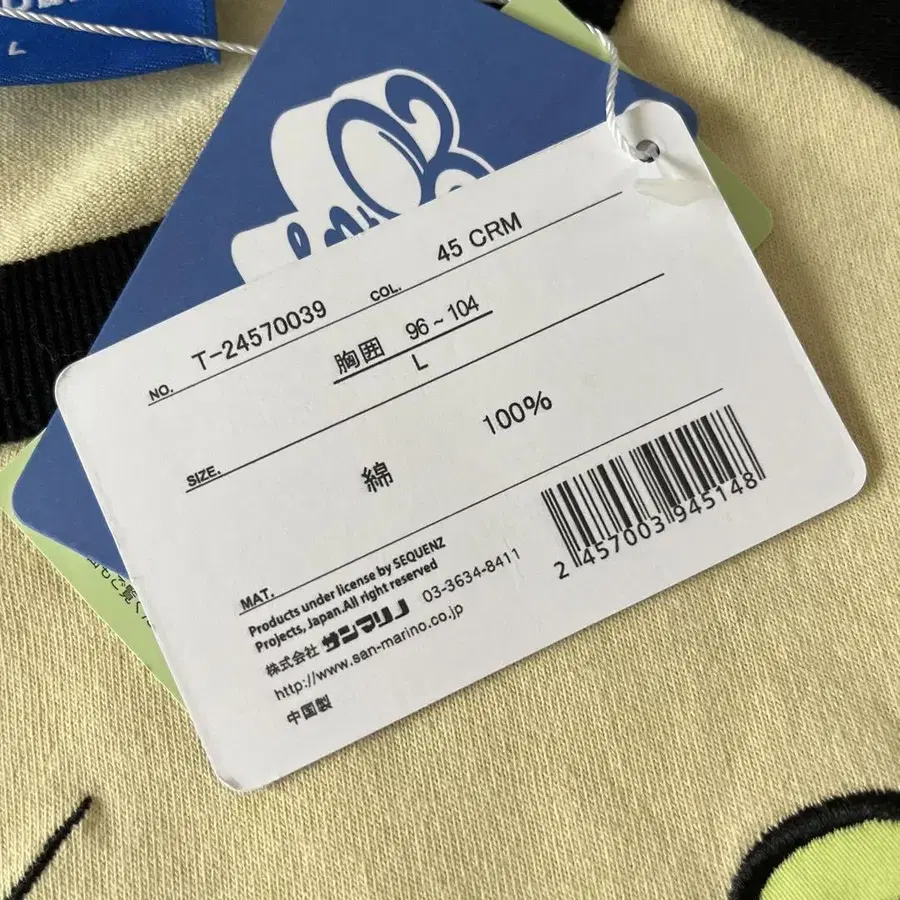 L
NO. T-24570039 COL. 45 CRM
胸囲 96~104
L
SIZE.
綿 100%
MAT.
Products under license by SEQUENZ
Projects, Japan.All right reserved
株式会社 サンマリノ 03-3634-8411
http://www.san-marino.co.jp
中国製
2 457003 945148